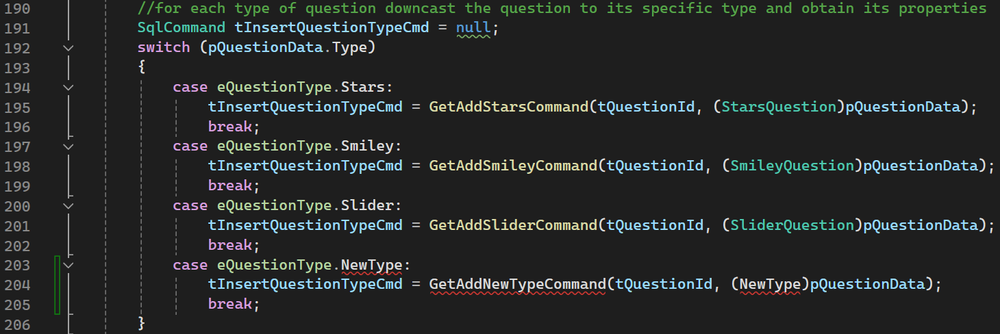 190 //for each type of question downcast the question to its specific type and obtain its properties
191 SqlCommand tInsertQuestionTypeCmd = null;
192 switch (pQuestionData.Type)
193 {
194 case eQuestionType.Stars:
195 tInsertQuestionTypeCmd = GetAddStarsCommand(tQuestionId, (StarsQuestion)pQuestionData);
196 break;
197 case eQuestionType.Smiley:
198 tInsertQuestionTypeCmd = GetAddSmileyCommand(tQuestionId, (SmileyQuestion)pQuestionData);
199 break;
200 case eQuestionType.Slider:
201 tInsertQuestionTypeCmd = GetAddSliderCommand(tQuestionId, (SliderQuestion)pQuestionData);
202 break;
203 case eQuestionType.NewType:
204 tInsertQuestionTypeCmd = GetAddNewTypeCommand(tQuestionId, (NewType)pQuestionData);
205 break;
206 }